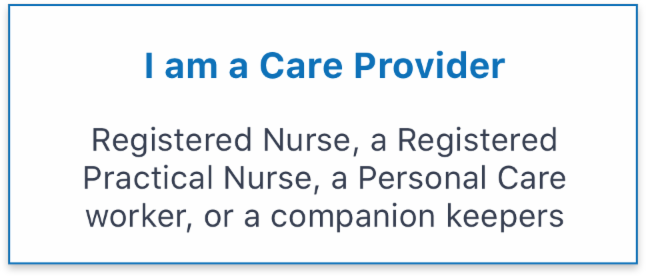 I am a Care Provider
Registered Nurse, a Registered
Practical Nurse, a Personal Care
worker, or a companion keepers